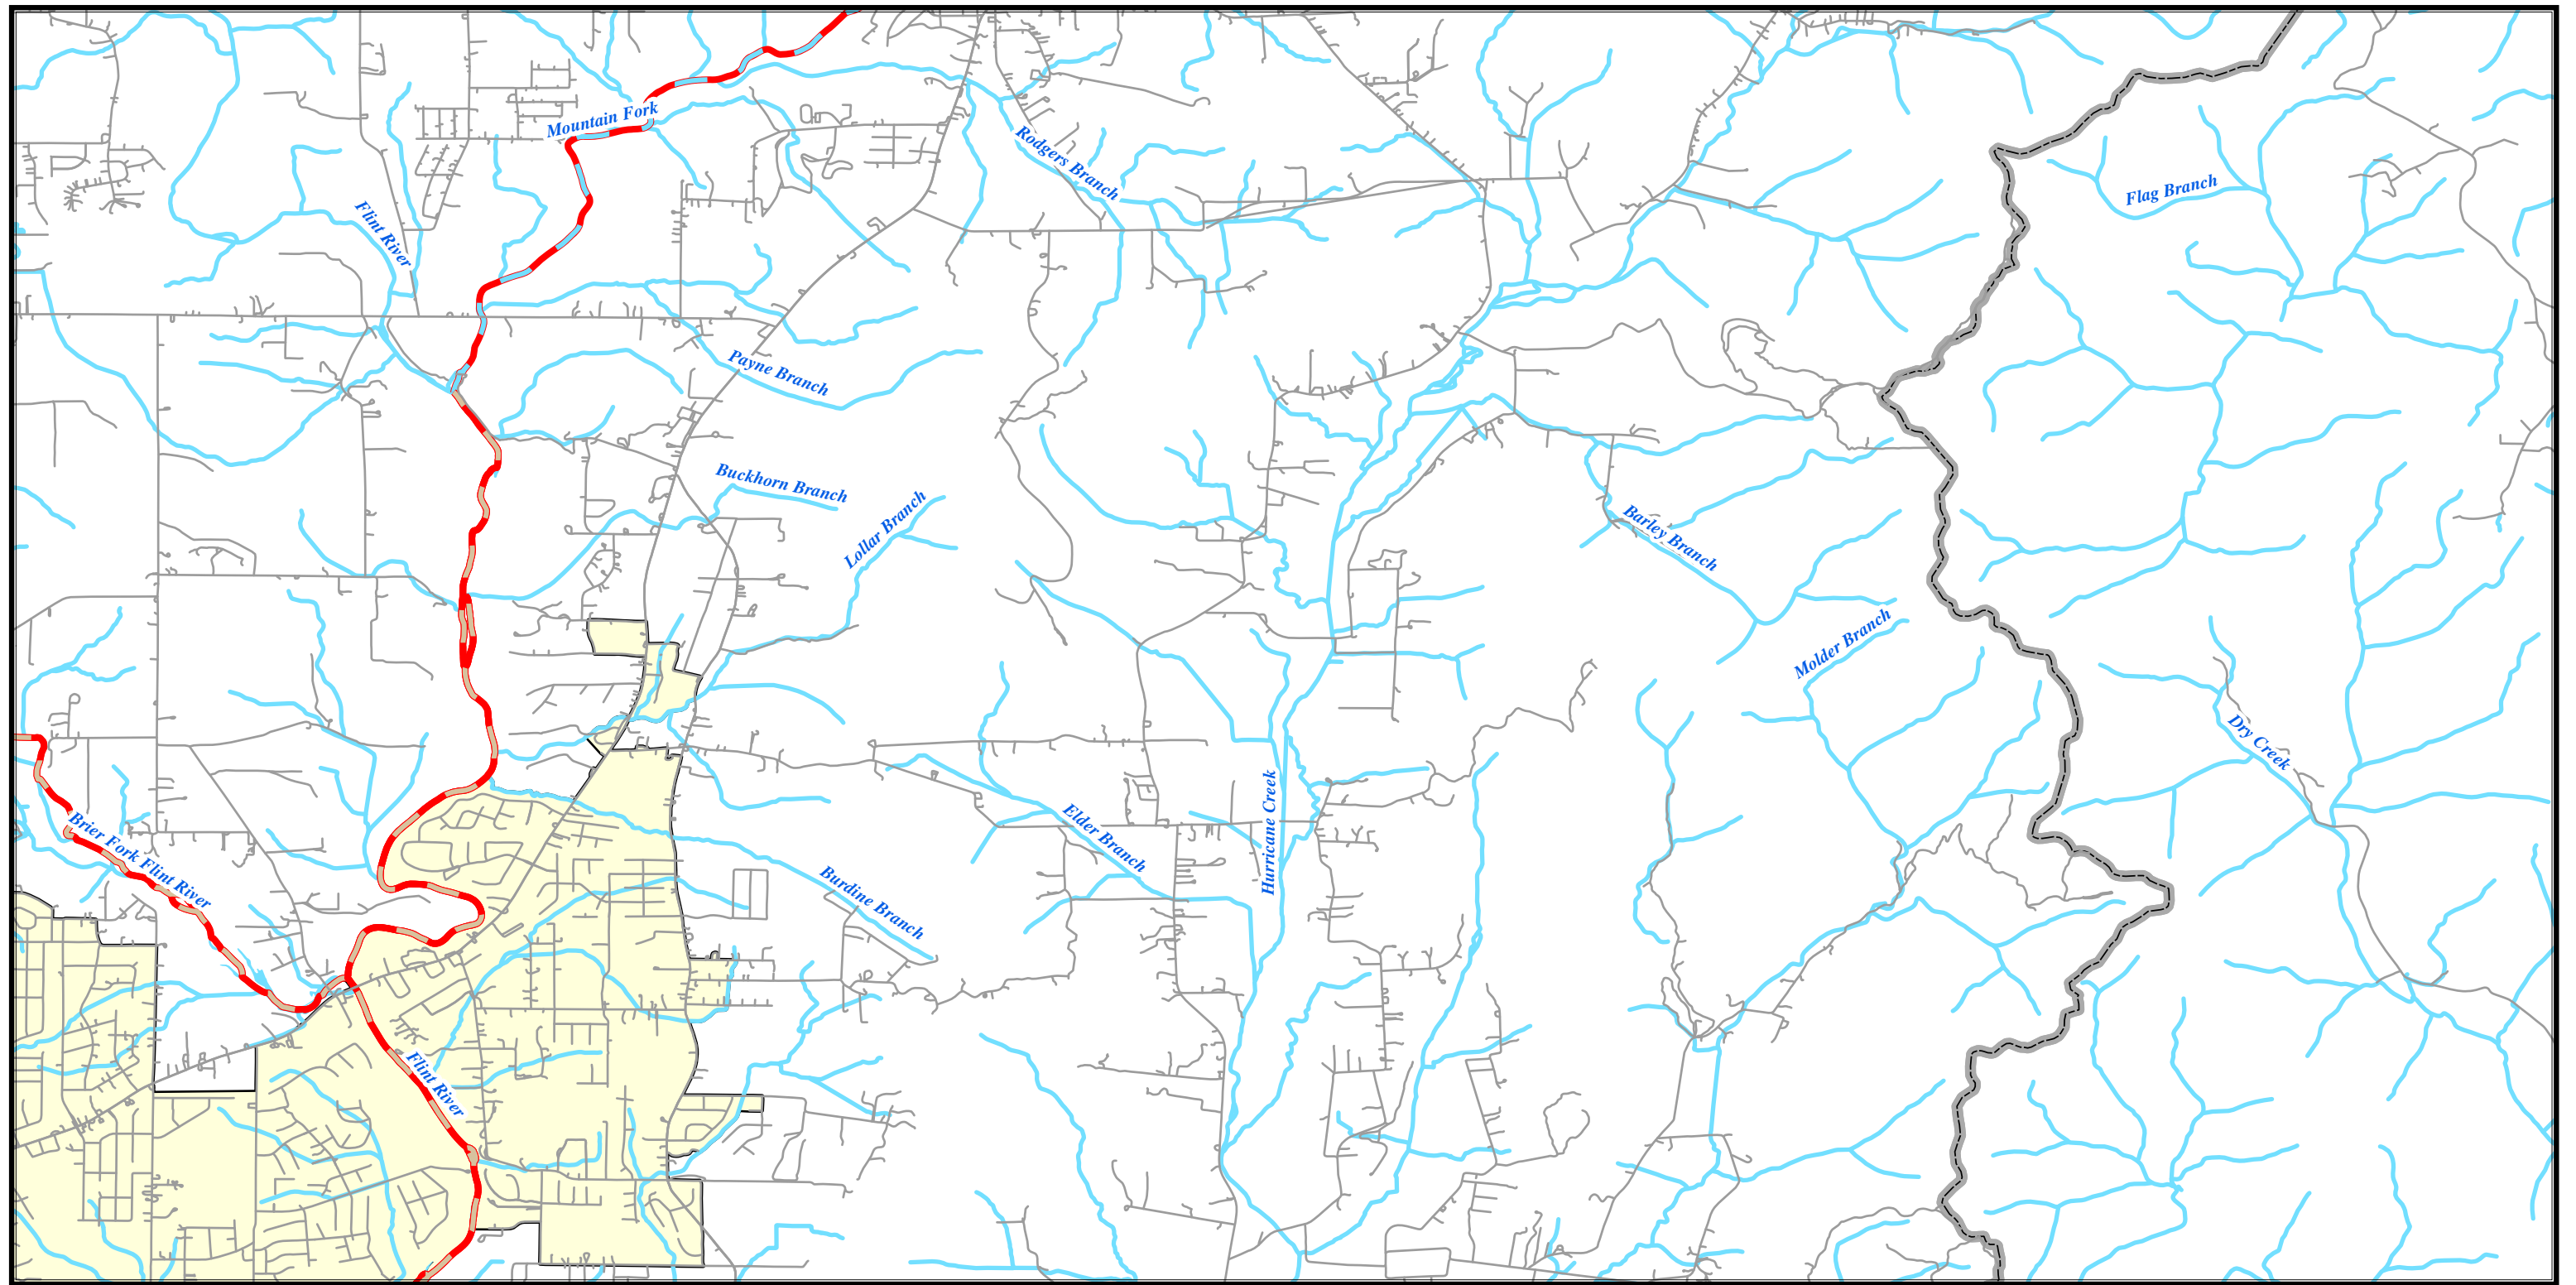 Mountain Fork
Rodgers Branch
Flag Branch
Flint River
Payne Branch
Buckhorn Branch
Lollar Branch
Barley Branch
Molder Branch
Dry Creek
Brier Fork Flint River
Elder Branch
Hurricane Creek
Burdine Branch
Flint River